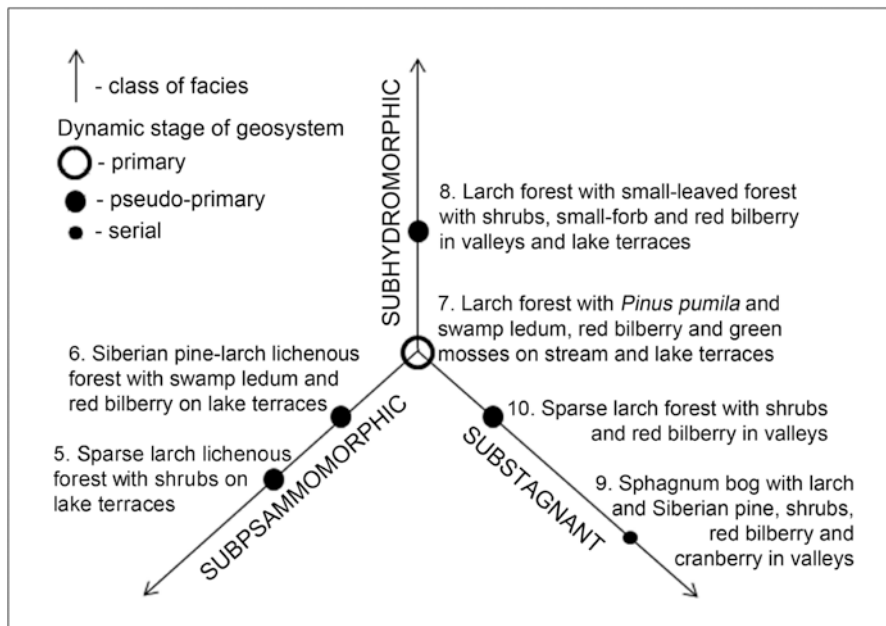 - class of facies
Dynamic stage of geosystem
- primary
- pseudo-primary
- serial
SUBHYDROMORPHIC
8. Larch forest with small-leaved forest
with shrubs, small-forb and red bilberry
in valleys and lake terraces
7. Larch forest with Pinus pumila and
swamp ledum, red bilberry and green
mosses on stream and lake terraces
6. Siberian pine-larch lichenous
forest with swamp ledum and
red bilberry on lake terraces
5. Sparse larch lichenous
forest with shrubs on
lake terraces
SUBPSAMMOMORPHIC
10. Sparse larch forest with shrubs
and red bilberry in valleys
SUBSTAGNANT
9. Sphagnum bog with larch
and Siberian pine, shrubs,
red bilberry and
cranberry in valleys